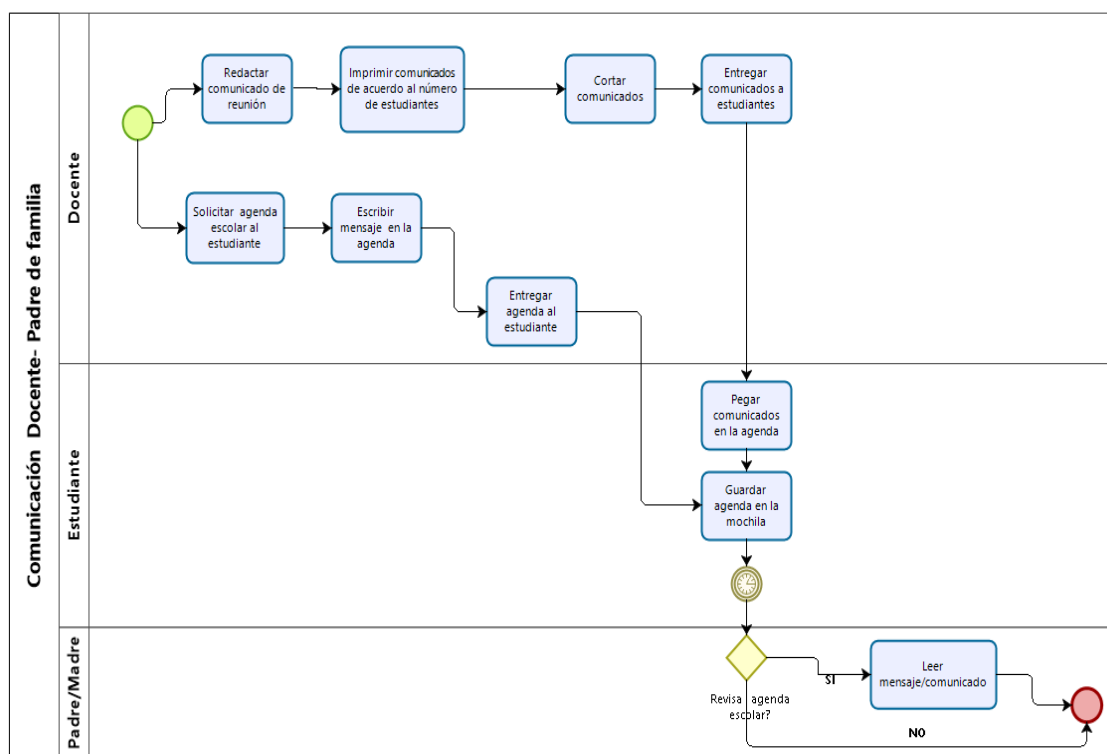 Comunicación Docente- Padre de familia
Docente
Redactar
comunicado de
reunión
Imprimir comunicados
de acuerdo al número
de estudiantes
Cortar
comunicados
Entregar
comunicados a
estudiantes
Solicitar agenda
escolar al
estudiante
Escribir
mensaje en la
agenda
Entregar
agenda al
estudiante
Estudiante
Pegar
comunicados
en la agenda
Guardar
agenda en la
mochila
Padre/Madre
Revisa agenda
escolar?
SI
Leer
mensaje/comunicado
NO